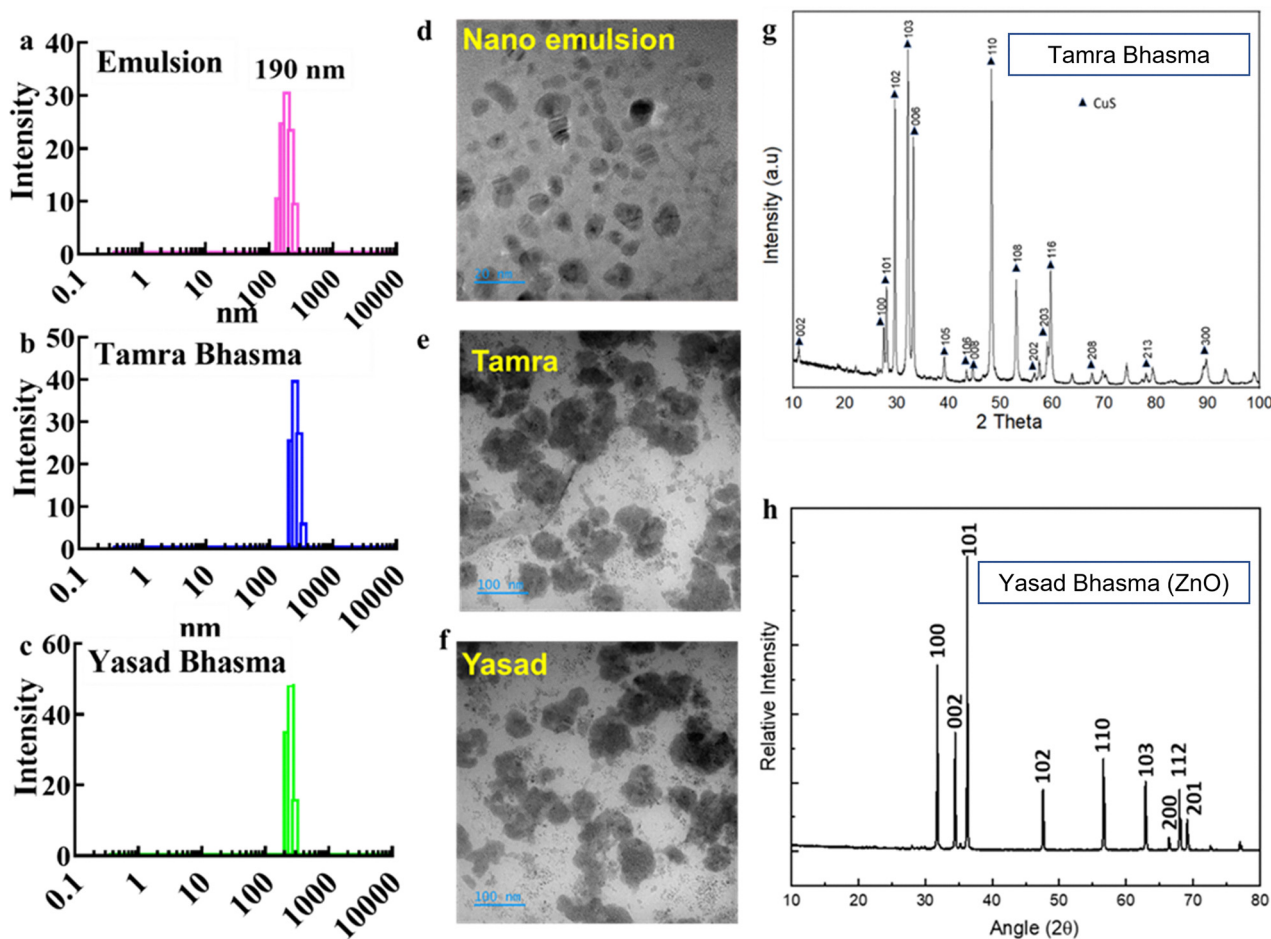 a
40
30
20
10
0
Intensity
Emulsion
190 nm
0.1
1
10
100
1000
10000
nm
b
50
40
30
20
10
0
Intensity
Tamra Bhasma
0.1
1
10
100
1000
10000
nm
c
60
40
20
0
Intensity
Yasad Bhasma
0.1
1
10
100
1000
10000
d
Nano emulsion
20 nm
e
Tamra
100 nm
f
Yasad
100 nm
g
Tamra Bhasma
CuS
Intensity (a.u)
002
100
101
102
103
006
105
106
008
110
108
202
203
116
208
213
300
10 20 30 40 50 60 70 80 90 100
2 Theta
h
Yasad Bhasma (ZnO)
Relative Intensity
100
002
101
102
110
103
200
112
201
10 20 30 40 50 60 70 80
Angle (2θ)